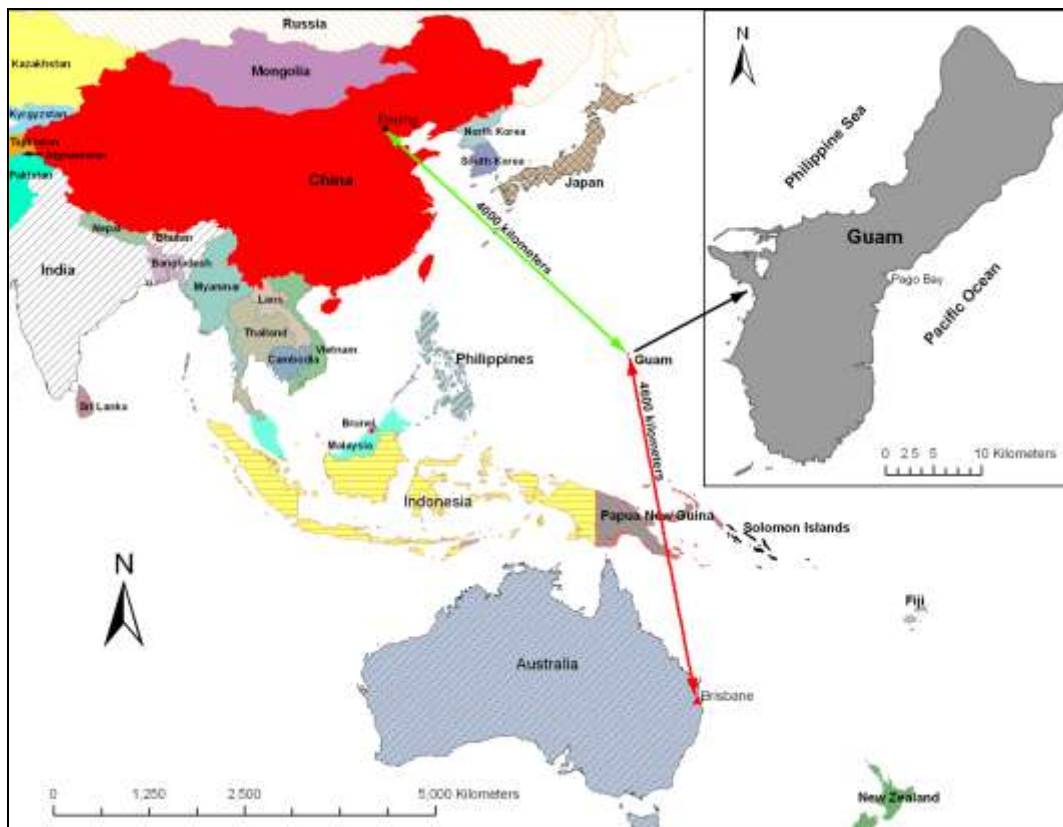 Russia
Kazakhstan
Mongolia
Kyrgyzstan
Tajikistan
Afghanistan
Pakistan
Beijing
North Korea
South Korea
Japan
China
4600 kilometers
Nepal
Bhutan
India
Bangladesh
Myanmar
Laos
Thailand
Vietnam
Cambodia
Philippines
Guam
Sri Lanka
Brunei
Malaysia
4600 kilometers
Indonesia
Papua New Guina
Solomon Islands
N
Fiji
Australia
Brisbane
0 1,250 2,500 5,000 Kilometers
New Zealand
N
Philippine Sea
Guam
Pago Bay
Pacific Ocean
0 2.5 5 10 Kilometers